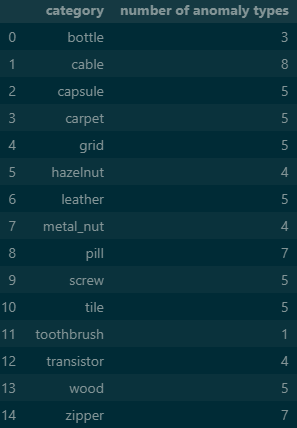 category number of anomaly types
0 bottle 3
1 cable 8
2 capsule 5
3 carpet 5
4 grid 5
5 hazelnut 4
6 leather 5
7 metal_nut 4
8 pill 7
9 screw 5
10 tile 5
11 toothbrush 1
12 transistor 4
13 wood 5
14 zipper 7